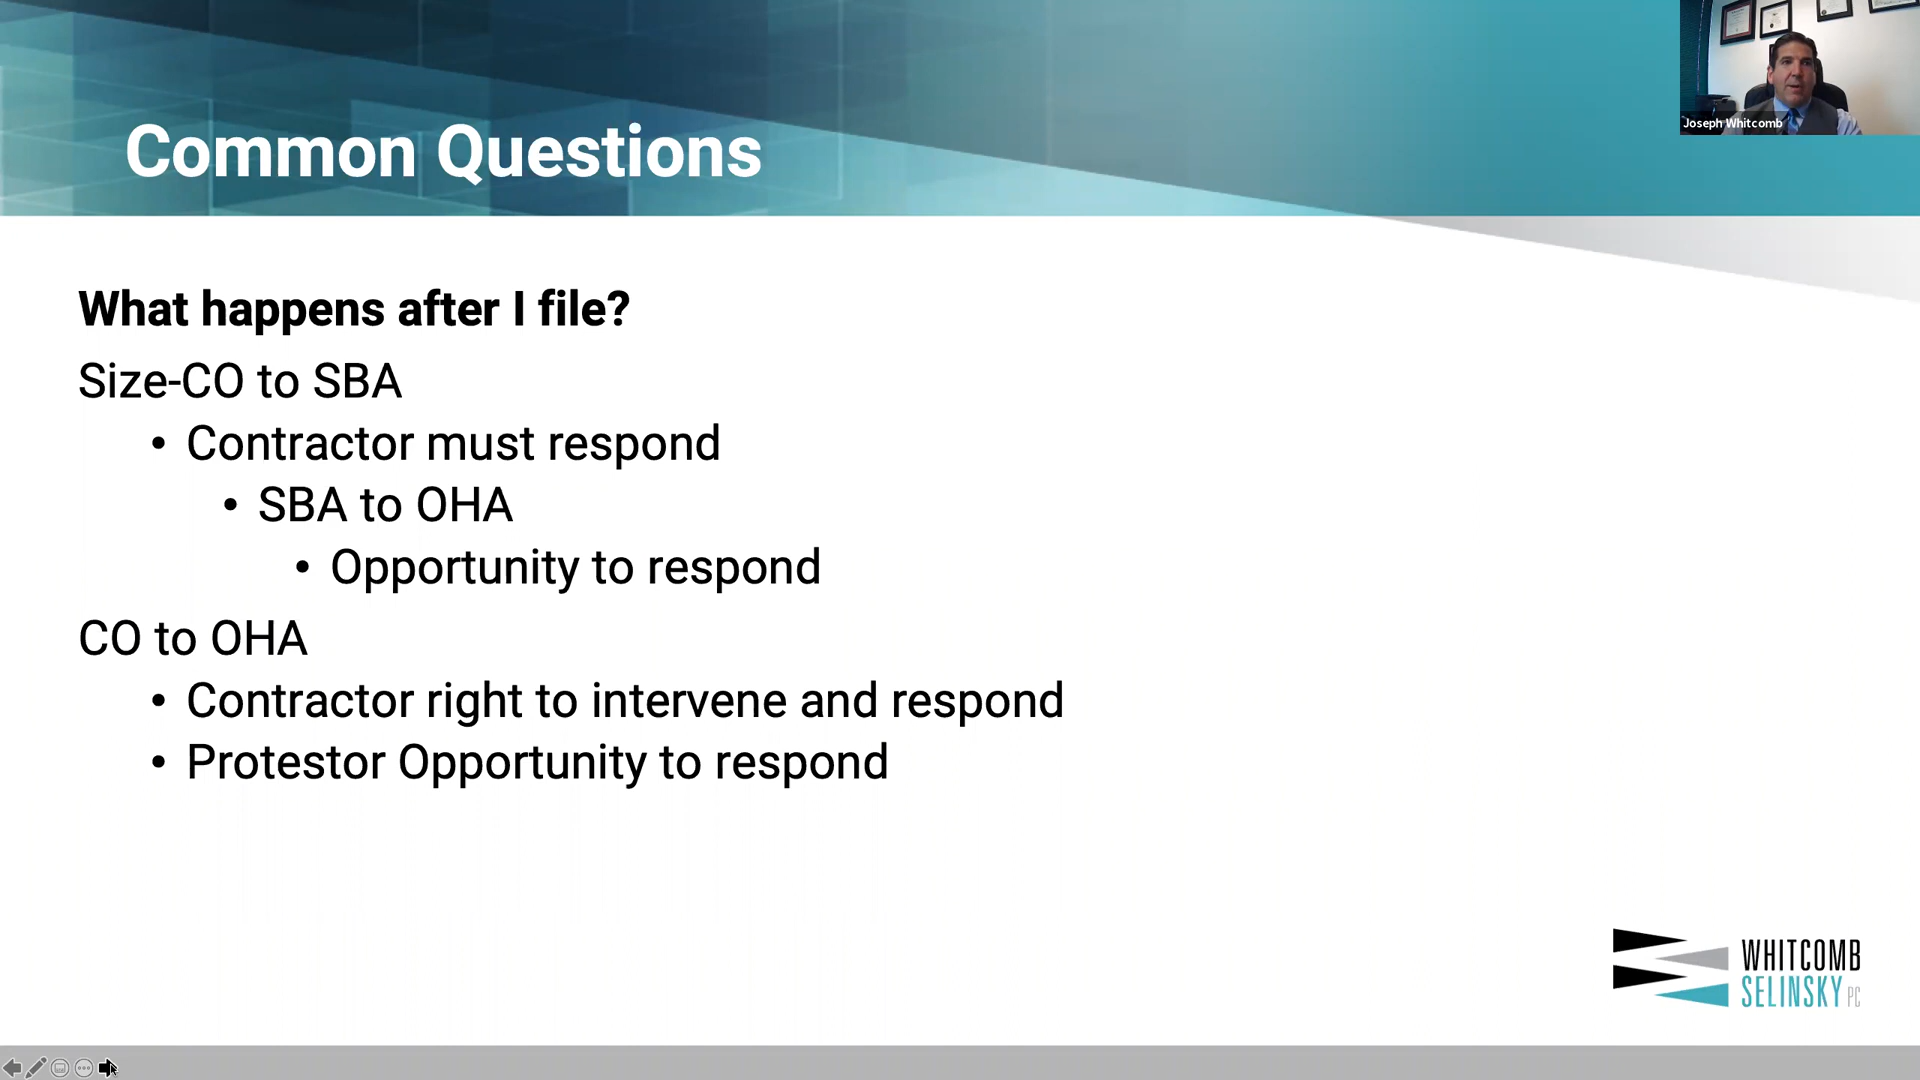 Common Questions
Joseph Whitcomb
What happens after I file?
Size-CO to SBA
• Contractor must respond
• SBA to OHA
• Opportunity to respond
CO to OHA
• Contractor right to intervene and respond
• Protestor Opportunity to respond
WHITCOMB
SELINSKY PC